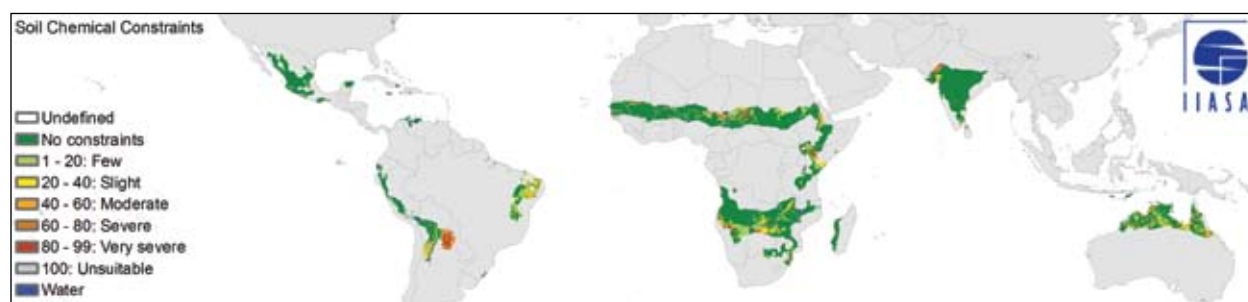 Soil Chemical Constraints
Undefined
No constraints
1 - 20: Few
20 - 40: Slight
40 - 60: Moderate
60 - 80: Severe
80 - 99: Very severe
100: Unsuitable
Water
IIASA